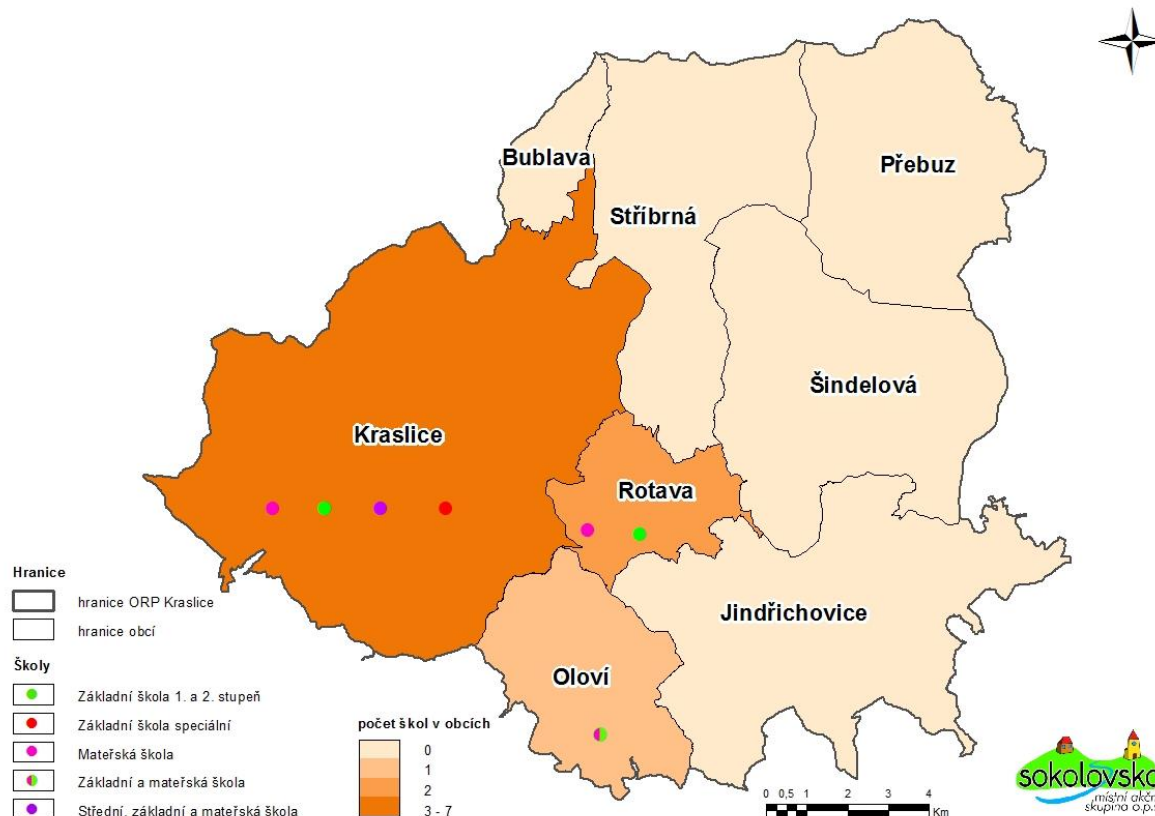 Bublava
Přebuz
Stříbrná
Šindelová
Kraslice
Rotava
Jindřichovice
Oloví
Hranice
hranice ORP Kraslice
hranice obcí
Školy
Základní škola 1. a 2. stupeň
Základní škola speciální
Mateřská škola
Základní a mateřská škola
Střední, základní a mateřská škola
počet škol v obcích
0
1
2
3 - 7
0 0,5 1 2 3 4
Km
sokolovsko
místní akční
skupina o.p.s.